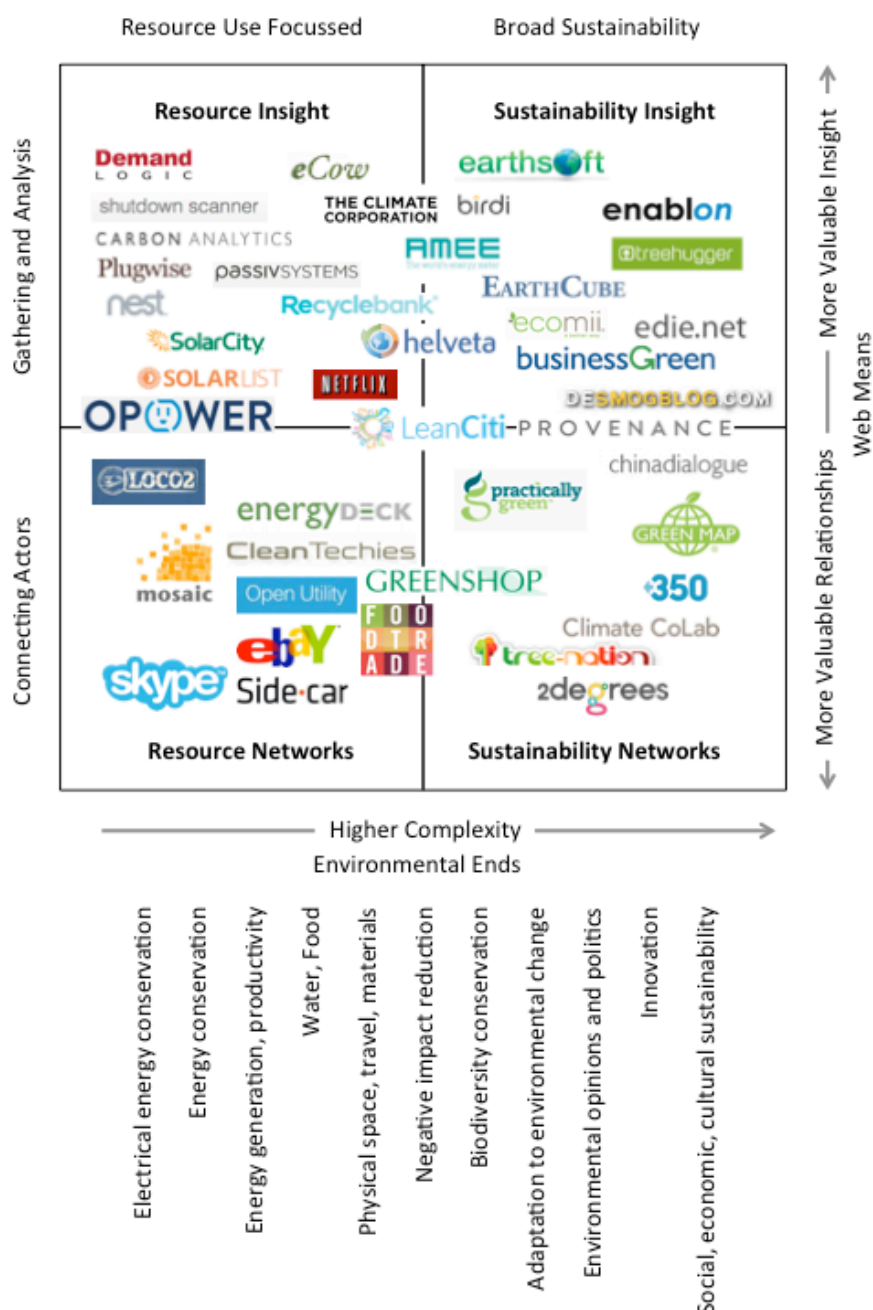 Resource Use Focussed
Broad Sustainability
Gathering and Analysis
Connecting Actors
Resource Insight
Demand
LOGIC
eCow
shutdown scanner
THE CLIMATE
CORPORATION
CARBON ANALYTICS
Plugwise
passivsystems
nest
Recyclebank
SolarCity
helveta
SOLARLIST
NETFLIX
OPOWER
LeanCiti
Sustainability Insight
earthsoft
birdi
enablon
AMEE
The world's energy meter
treehugger
EARTHCUBE
ecomii
edie.net
businessGreen
DESMOGBLOG.COM
PROVENANCE
LOCO2
energyDECK
CleanTechies
mosaic
Open Utility
GREENSHOP
ebay
FOO
DTR
ADE
skype
Side·car
Resource Networks
chinadialogue
practically
green
GREEN MAP
350
Climate CoLab
tree-nation
2degrees
Sustainability Networks
More Valuable Insight
Web Means
More Valuable Relationships
Higher Complexity
Environmental Ends
Electrical energy conservation
Energy conservation
Energy generation, productivity
Water, Food
Physical space, travel, materials
Negative impact reduction
Biodiversity conservation
Adaptation to environmental change
Environmental opinions and politics
Innovation
Social, economic, cultural sustainability